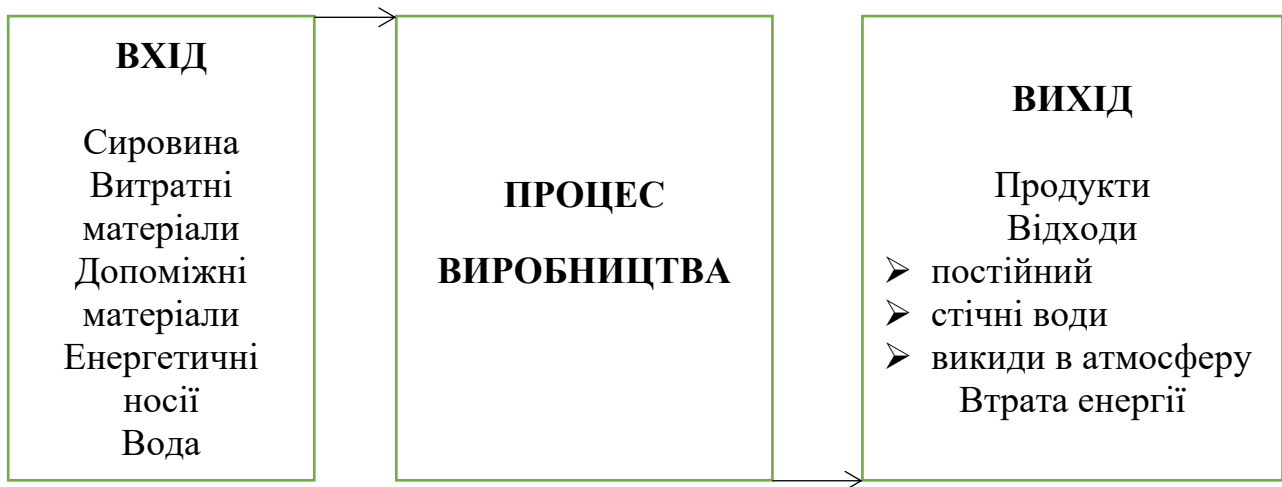 ВХІД
Сировина
Витратні
матеріали
Допоміжні
матеріали
Енергетичні
носії
Вода
ПРОЦЕС
ВИРОБНИЦТВА
ВИХІД
Продукти
Відходи
➢ постійний
➢ стічні води
➢ викиди в атмосферу
Втрата енергії